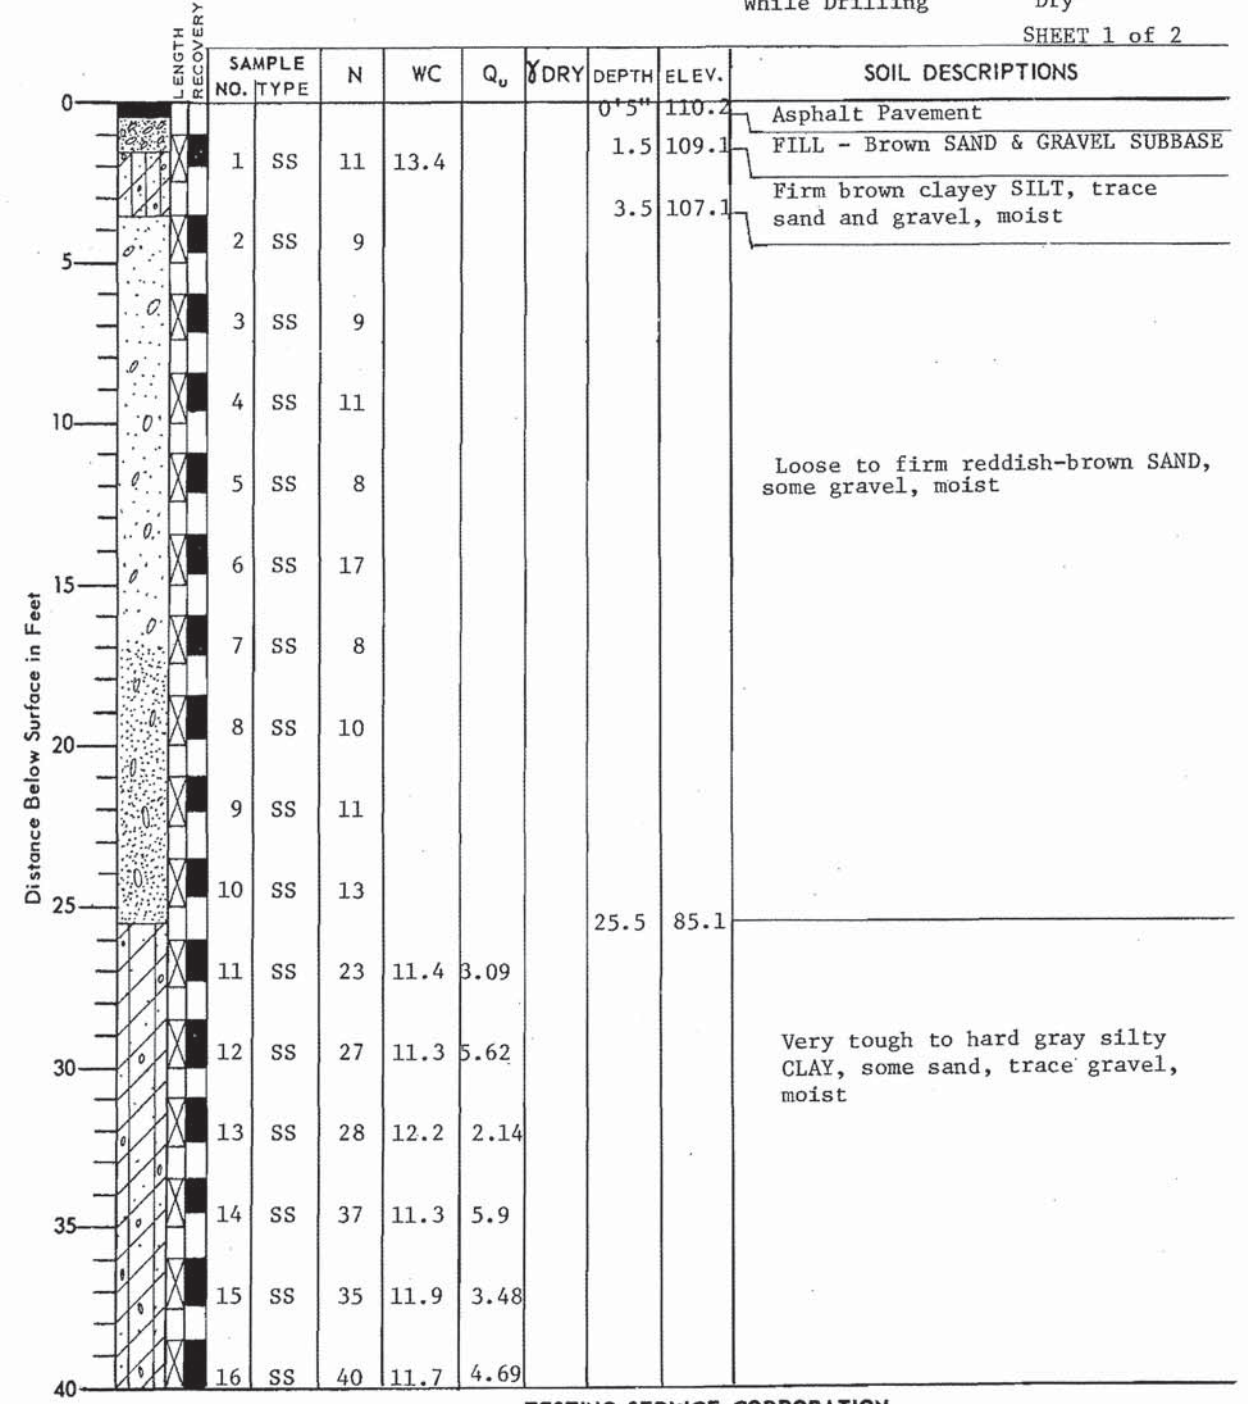 While Drilling Dry
SHEET 1 of 2
LENGTH
RECOVERY
SAMPLE
NO. TYPE N WC Qu γDRY DEPTH ELEV. SOIL DESCRIPTIONS
0 0'5" 110.2 Asphalt Pavement
1.5 109.1 FILL - Brown SAND & GRAVEL SUBBASE
1 SS 11 13.4
Firm brown clayey SILT, trace
3.5 107.1 sand and gravel, moist
2 SS 9
5
3 SS 9
4 SS 11
10
Loose to firm reddish-brown SAND,
5 SS 8 some gravel, moist
6 SS 17
15
7 SS 8
8 SS 10
20
9 SS 11
10 SS 13
25
25.5 85.1
11 SS 23 11.4 3.09
Very tough to hard gray silty
12 SS 27 11.3 5.62
30 CLAY, some sand, trace gravel,
moist
13 SS 28 12.2 2.14
14 SS 37 11.3 5.9
35
15 SS 35 11.9 3.48
16 SS 40 11.7 4.69
40
Distance Below Surface in Feet
TESTING SERVICE CORPORATION